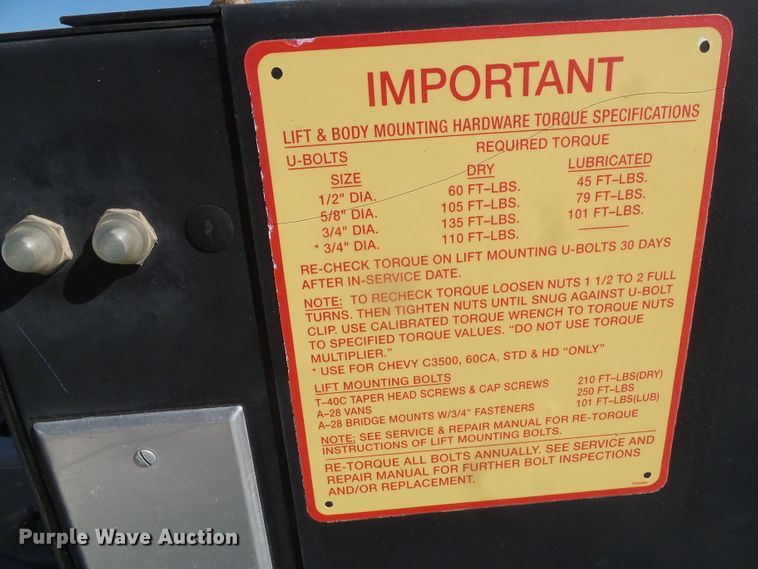 IMPORTANT
LIFT & BODY MOUNTING HARDWARE TORQUE SPECIFICATIONS
U-BOLTS REQUIRED TORQUE
SIZE DRY LUBRICATED
1/2" DIA. 60 FT-LBS. 45 FT-LBS.
5/8" DIA. 105 FT-LBS. 79 FT-LBS.
3/4" DIA. 135 FT-LBS. 101 FT-LBS.
* 3/4" DIA. 110 FT-LBS. ———
RE-CHECK TORQUE ON LIFT MOUNTING U-BOLTS 30 DAYS
AFTER IN-SERVICE DATE.
NOTE: TO RECHECK TORQUE LOOSEN NUTS 1 1/2 TO 2 FULL
TURNS. THEN TIGHTEN NUTS UNTIL SNUG AGAINST U-BOLT
CLIP. USE CALIBRATED TORQUE WRENCH TO TORQUE NUTS
TO SPECIFIED TORQUE VALUES. "DO NOT USE TORQUE
MULTIPLIER."
* USE FOR CHEVY C3500, 60CA, STD & HD "ONLY"
LIFT MOUNTING BOLTS
T-40C TAPER HEAD SCREWS & CAP SCREWS 210 FT-LBS(DRY)
A-28 VANS 250 FT-LBS
A-28 BRIDGE MOUNTS W/3/4" FASTENERS 101 FT-LBS(LUB)
NOTE: SEE SERVICE & REPAIR MANUAL FOR RE-TORQUE
INSTRUCTIONS OF LIFT MOUNTING BOLTS.
RE-TORQUE ALL BOLTS ANNUALLY. SEE SERVICE AND
REPAIR MANUAL FOR FURTHER BOLT INSPECTIONS
AND/OR REPLACEMENT.
Purple Wave Auction